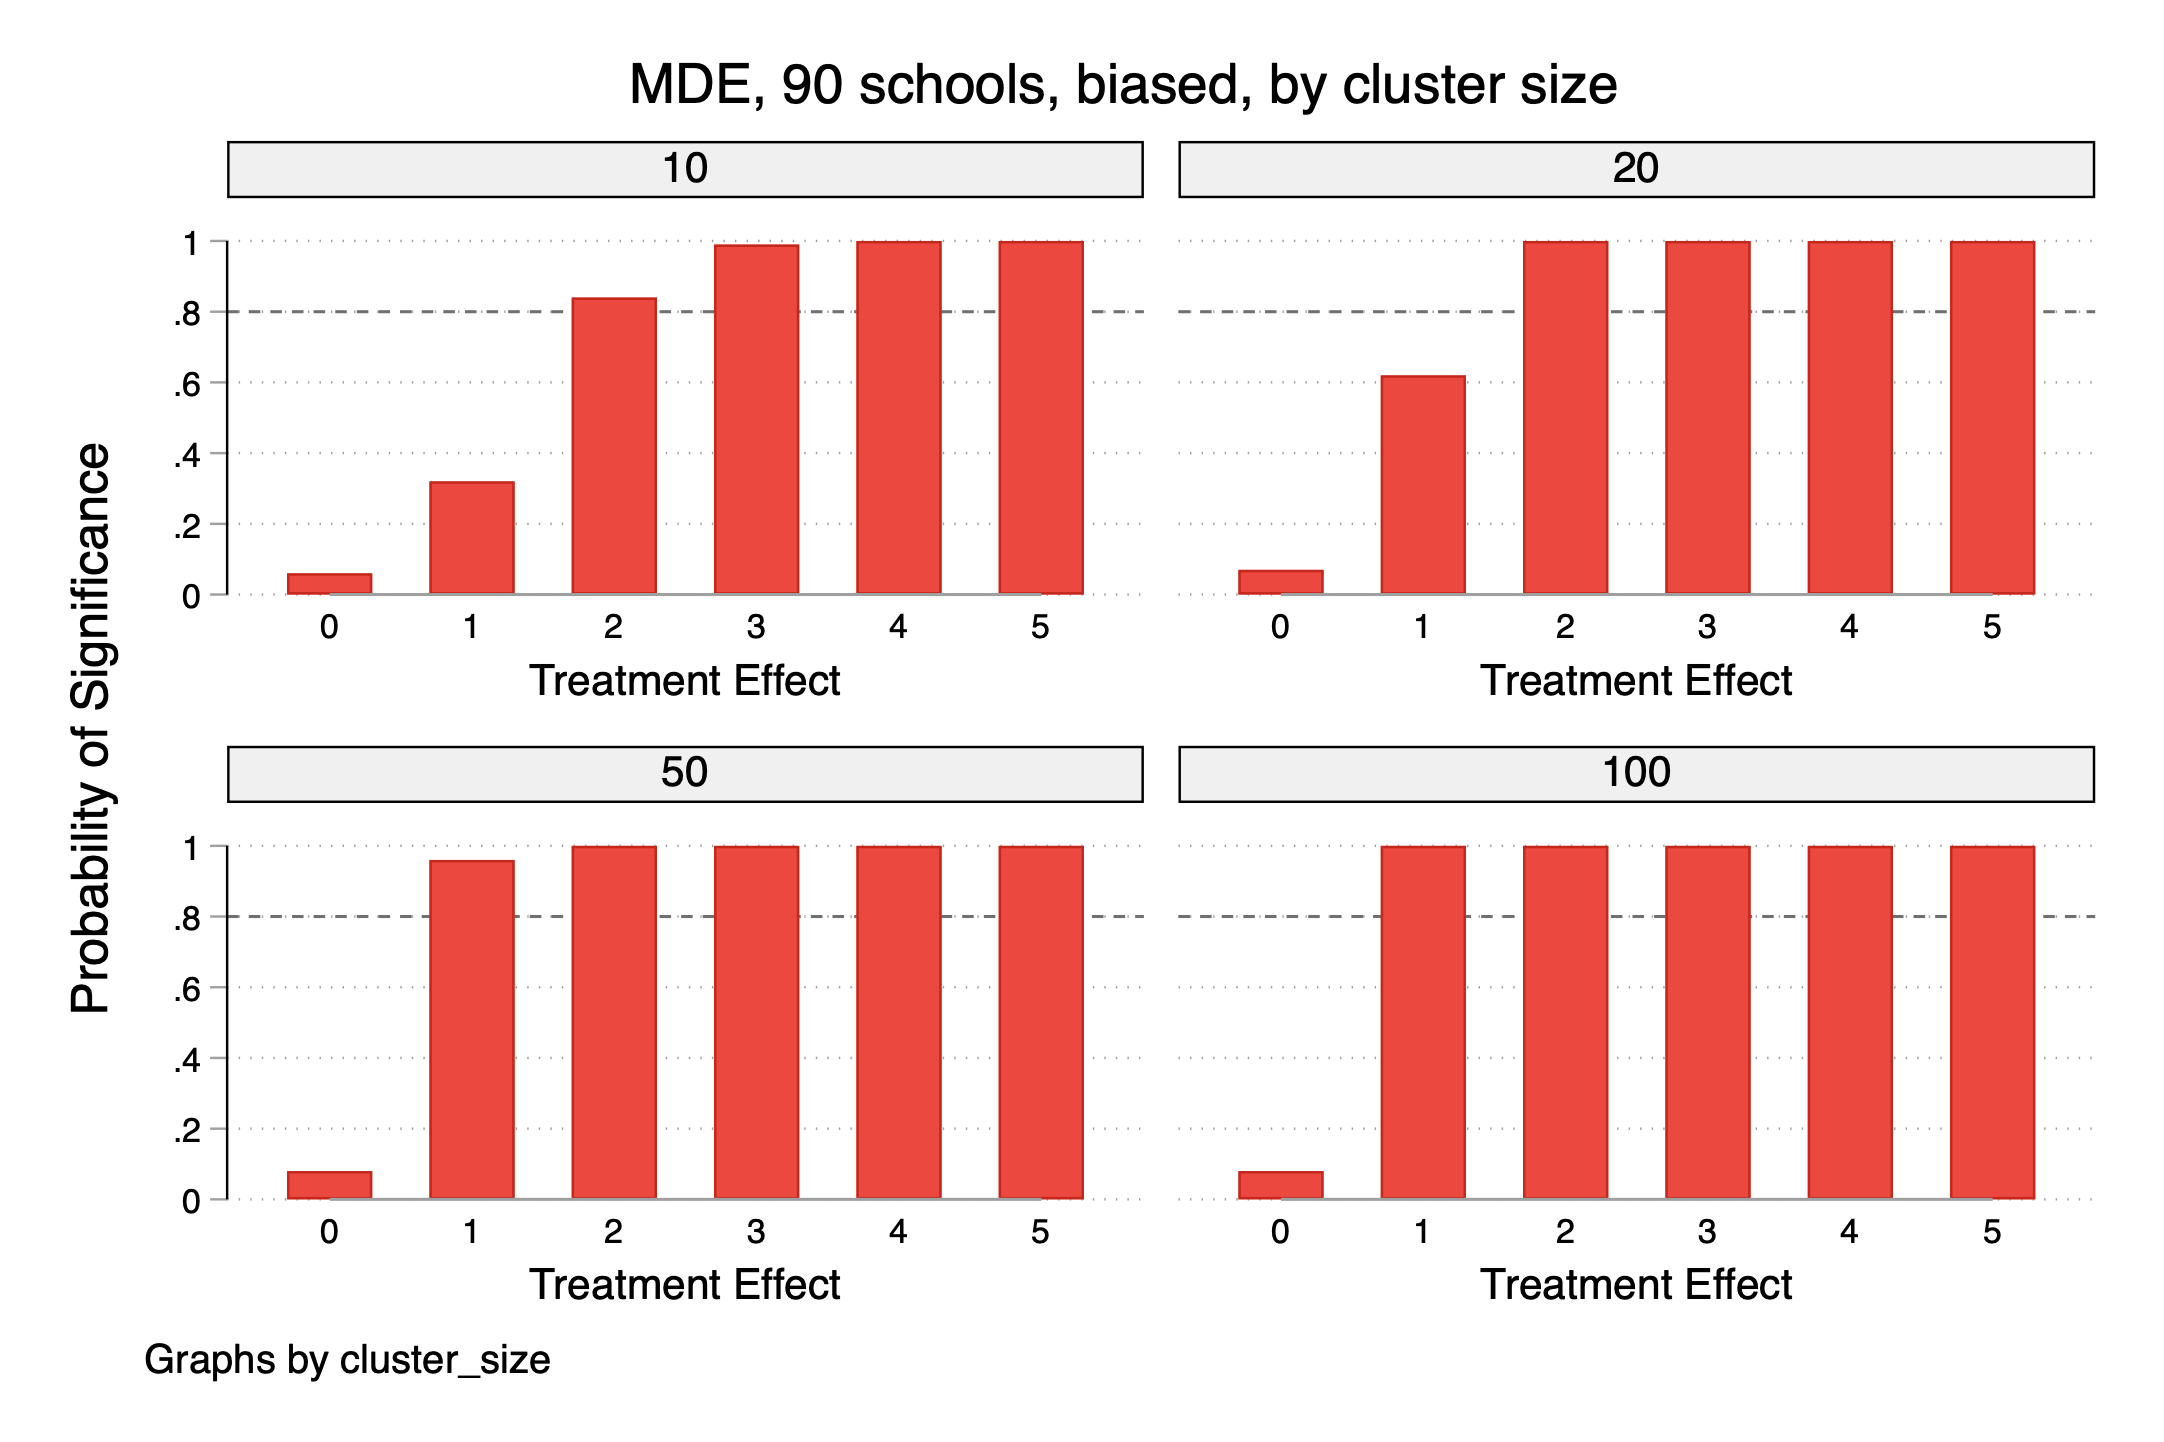 MDE, 90 schools, biased, by cluster size
Probability of Significance
10
1
.8
.6
.4
.2
0
0 1 2 3 4 5
Treatment Effect
20
0 1 2 3 4 5
Treatment Effect
50
1
.8
.6
.4
.2
0
0 1 2 3 4 5
Treatment Effect
100
0 1 2 3 4 5
Treatment Effect
Graphs by cluster_size